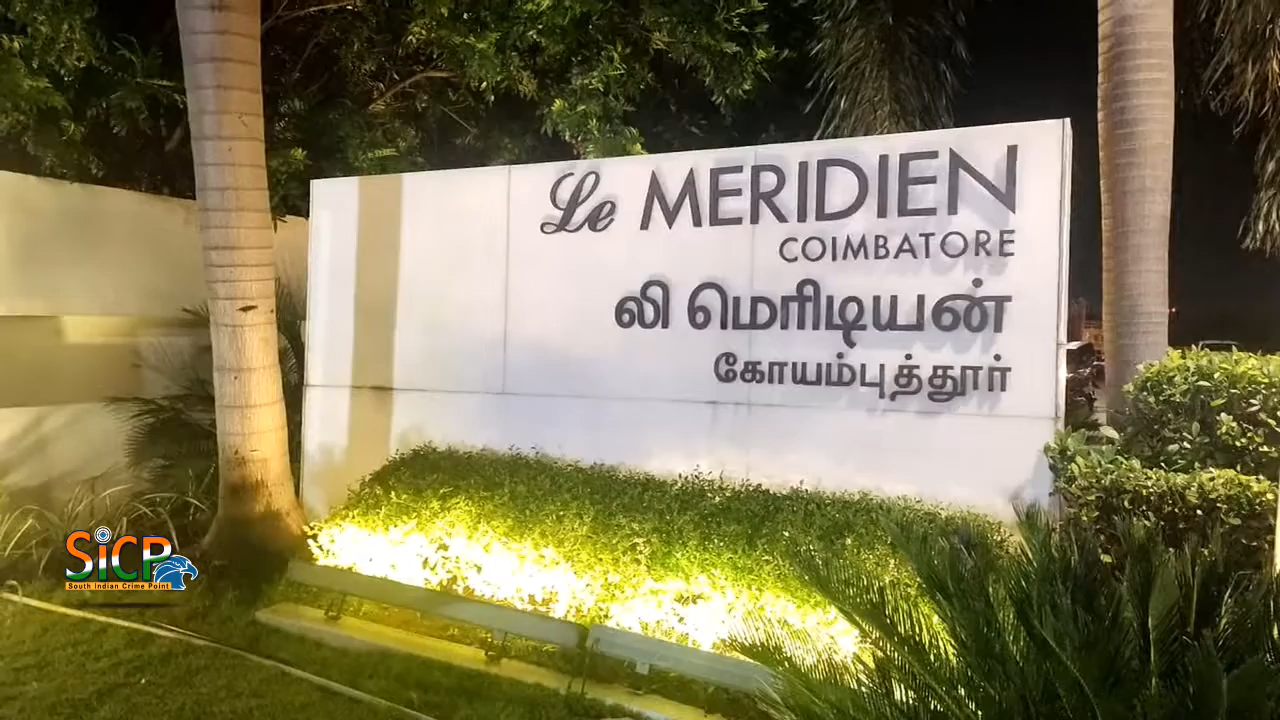 Le MERIDIEN
COIMBATORE
லி மெரிடியன்
கோயம்புத்தூர்
SiCP
South Indian Crime Point